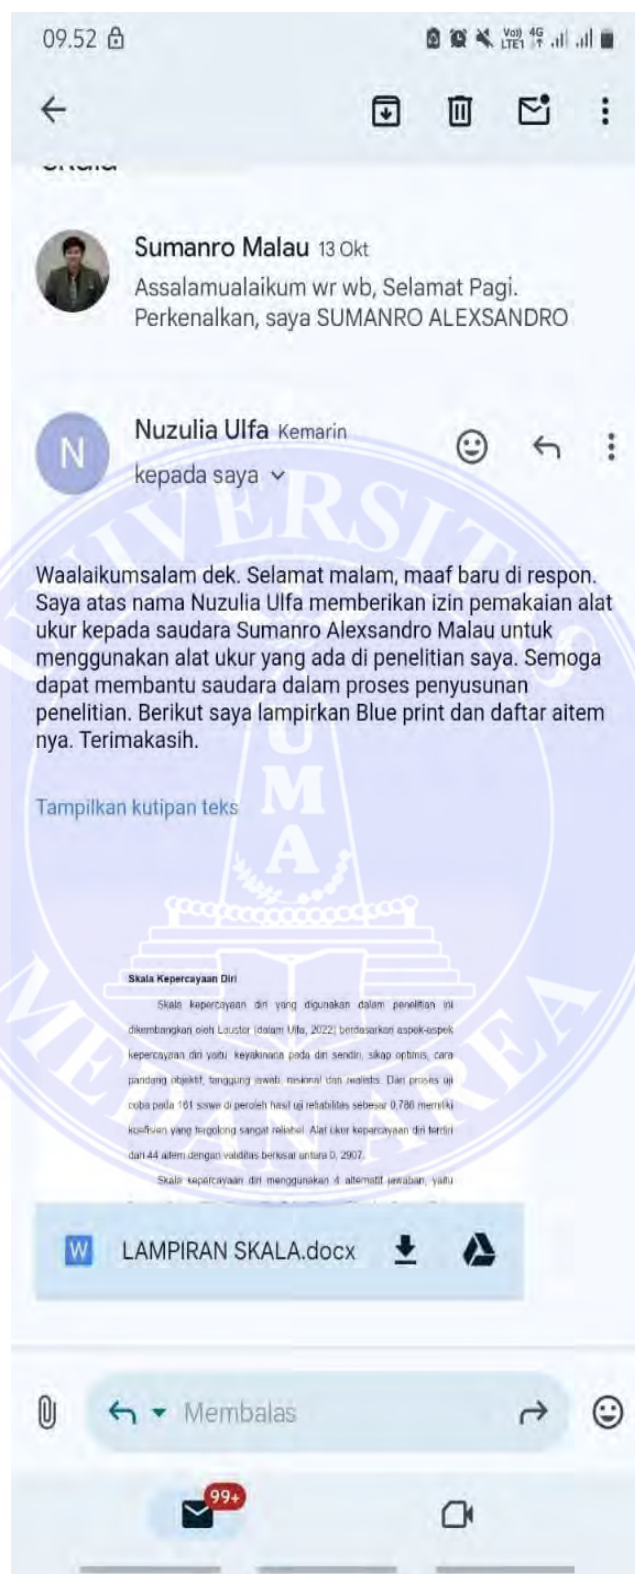 09.52
Vo)) 4G
LTE1
Sumanro Malau 13 Okt
Assalamualaikum wr wb, Selamat Pagi.
Perkenalkan, saya SUMANRO ALEXSANDRO
N
Nuzulia Ulfa Kemarin
kepada saya
Waalaikumsalam dek. Selamat malam, maaf baru di respon.
Saya atas nama Nuzulia Ulfa memberikan izin pemakaian alat
ukur kepada saudara Sumanro Alexsandro Malau untuk
menggunakan alat ukur yang ada di penelitian saya. Semoga
dapat membantu saudara dalam proses penyusunan
penelitian. Berikut saya lampirkan Blue print dan daftar aitem
nya. Terimakasih.
Tampilkan kutipan teks
UNIVERSITAS
MEDAN AREA
UMA
Skala Kepercayaan Diri
Skala kepercayaan diri yang digunakan dalam penelitian ini
dikembangkan oleh Lauster (dalam Ulfa, 2022) berdasarkan aspek-aspek
kepercayaan diri yaitu keyakinana pada diri sendiri, sikap optimis, cara
pandang objektif, tanggung jawab, rasional dan realistis. Dari proses uji
coba pada 161 siswa di peroleh hasil uji reliabilitas sebesar 0,786 memiliki
koefisien yang tergolong sangat reliabel. Alat ukur kepercayaan diri terdiri
dari 44 aitem dengan validitas berkisar antara 0, 2907.
Skala kepercayaan diri menggunakan 4 alternatif jawaban, yaitu
W
LAMPIRAN SKALA.docx
Membalas
99+